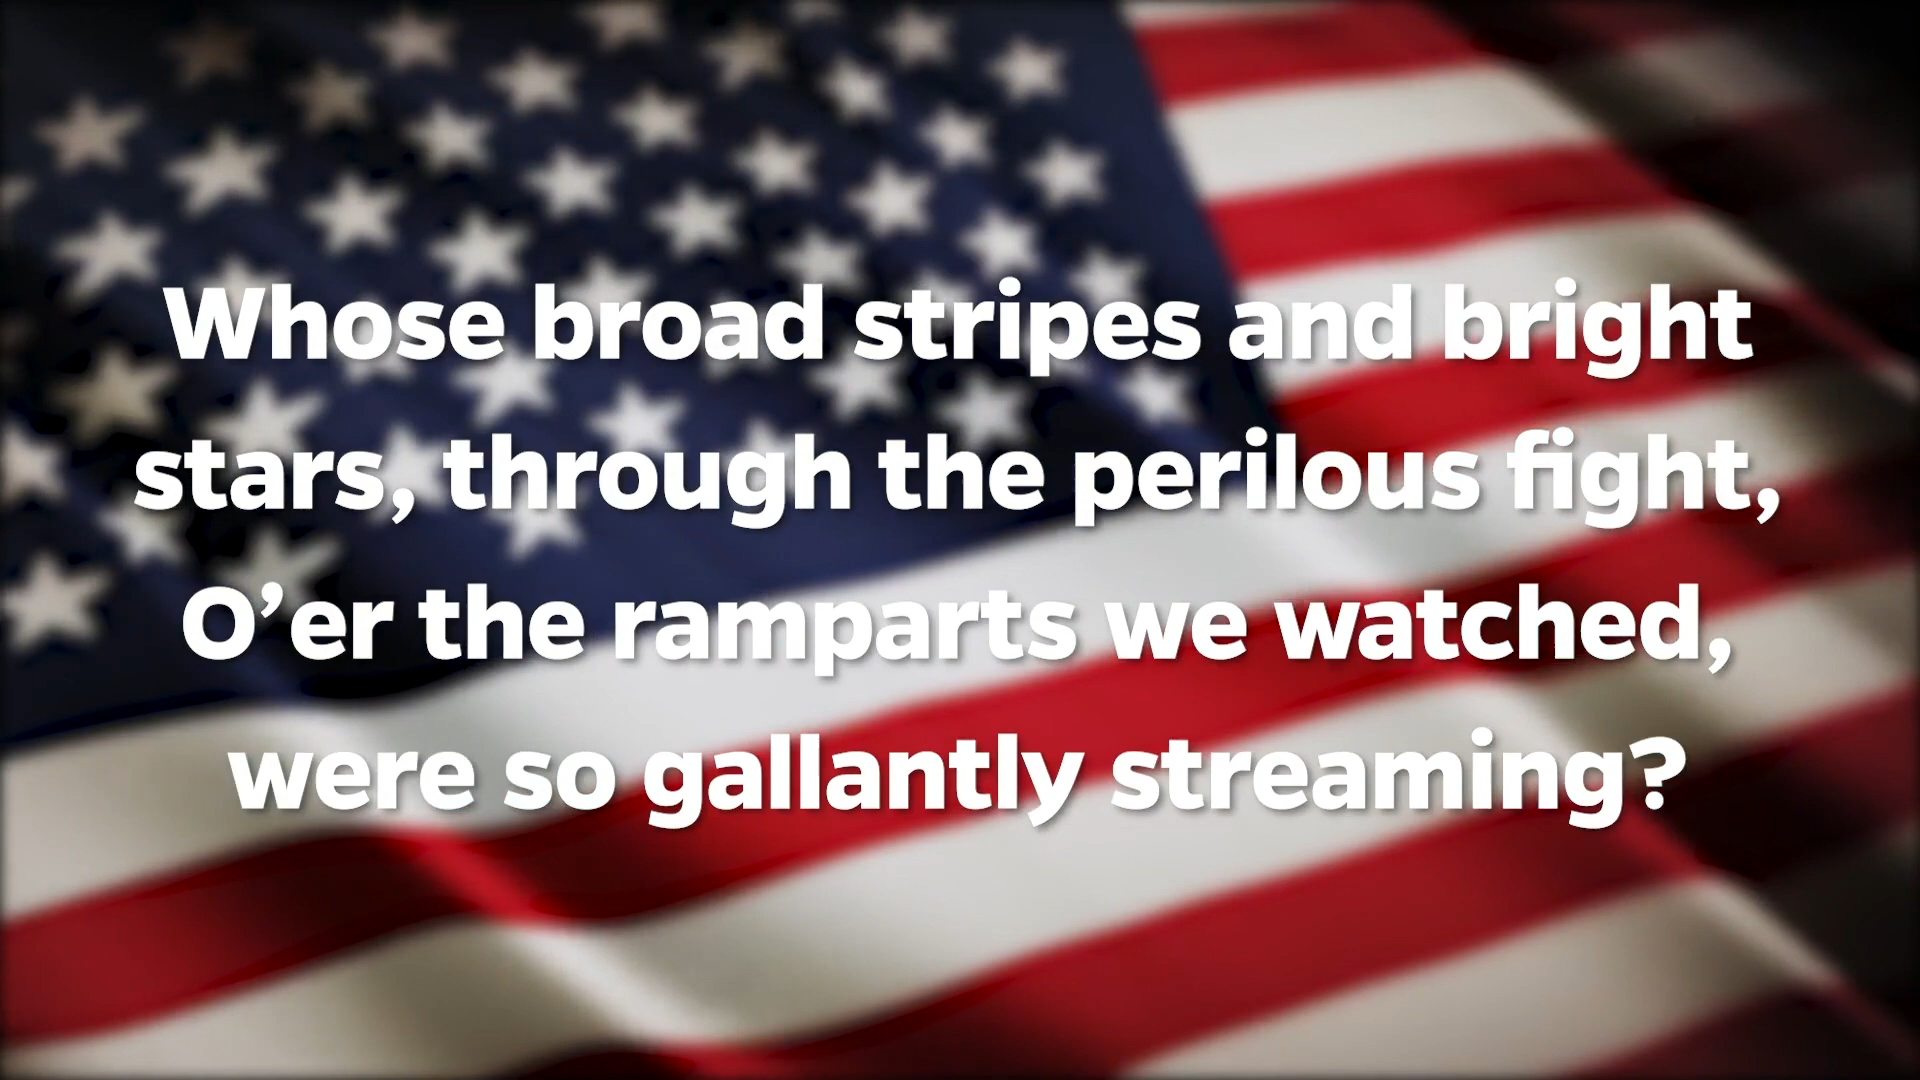 Whose broad stripes and bright
stars, through the perilous fight,
O’er the ramparts we watched,
were so gallantly streaming?